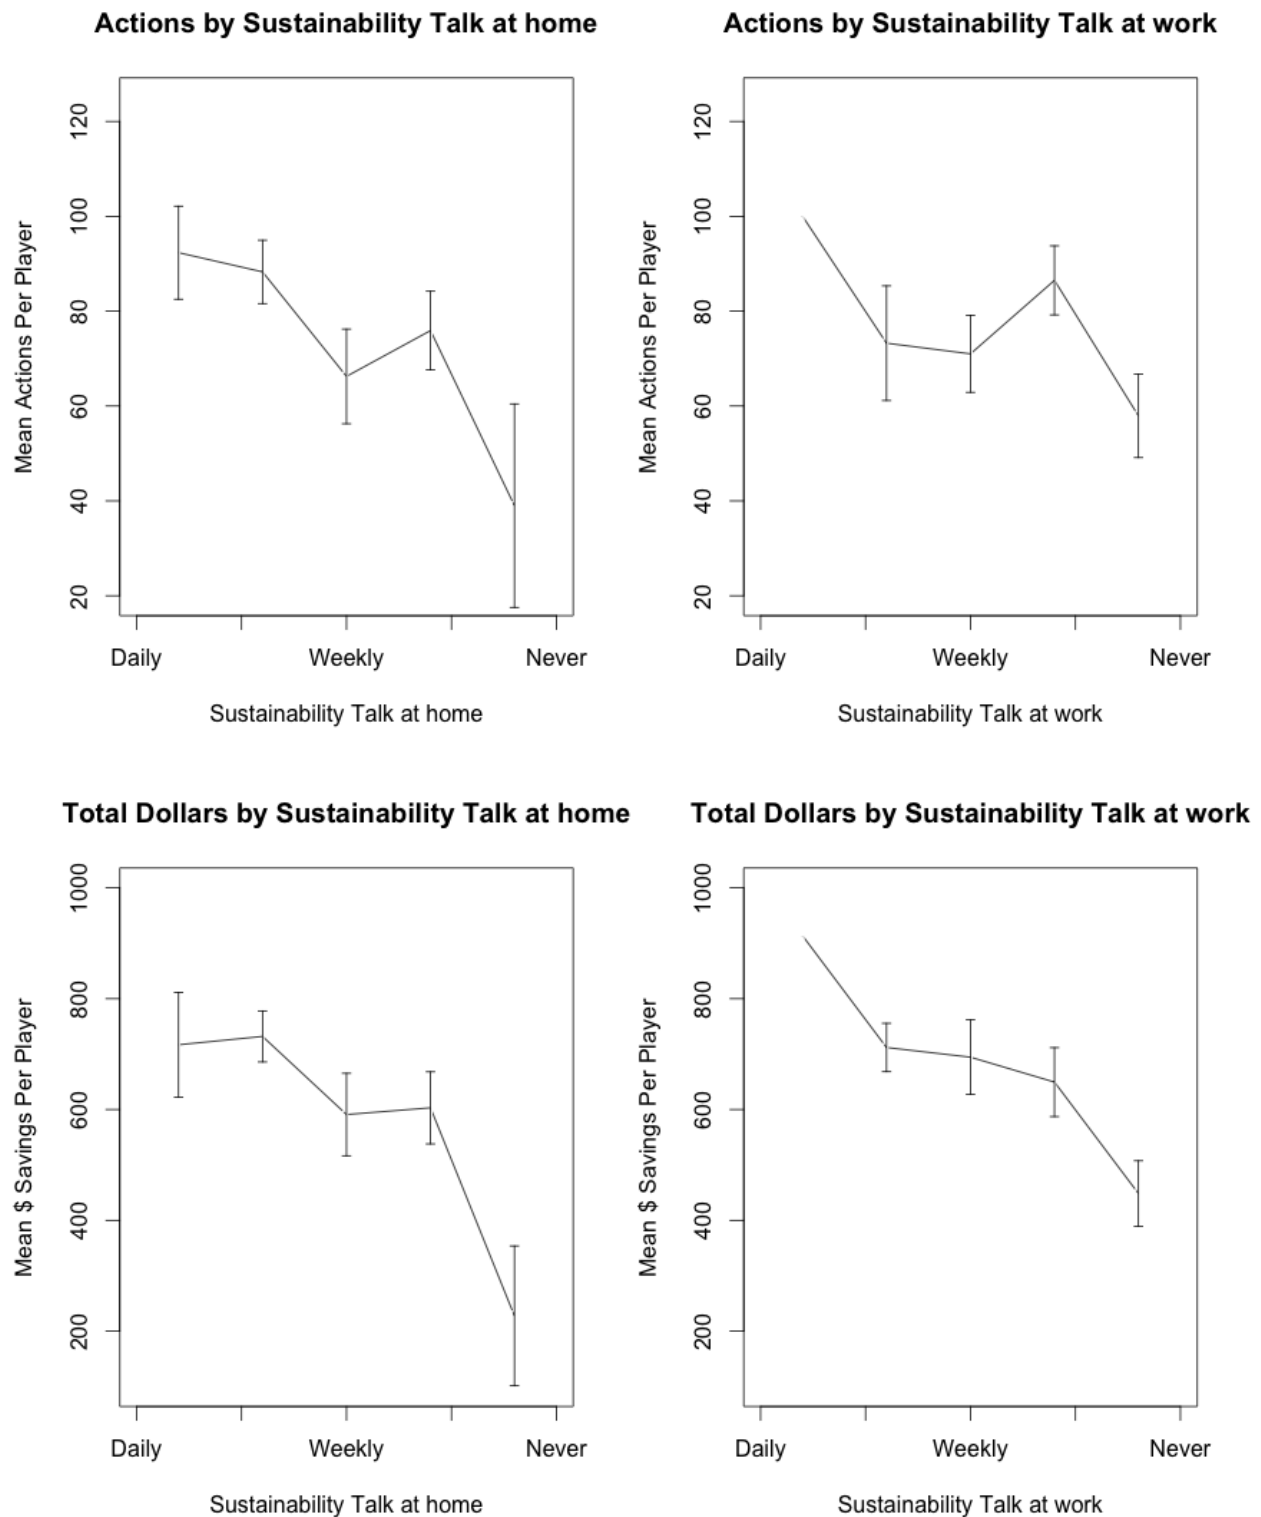 Actions by Sustainability Talk at home
Mean Actions Per Player
120
100
80
60
40
20
Daily Weekly Never
Sustainability Talk at home
Actions by Sustainability Talk at work
Mean Actions Per Player
120
100
80
60
40
20
Daily Weekly Never
Sustainability Talk at work
Total Dollars by Sustainability Talk at home
Mean $ Savings Per Player
1000
800
600
400
200
Daily Weekly Never
Sustainability Talk at home
Total Dollars by Sustainability Talk at work
Mean $ Savings Per Player
1000
800
600
400
200
Daily Weekly Never
Sustainability Talk at work